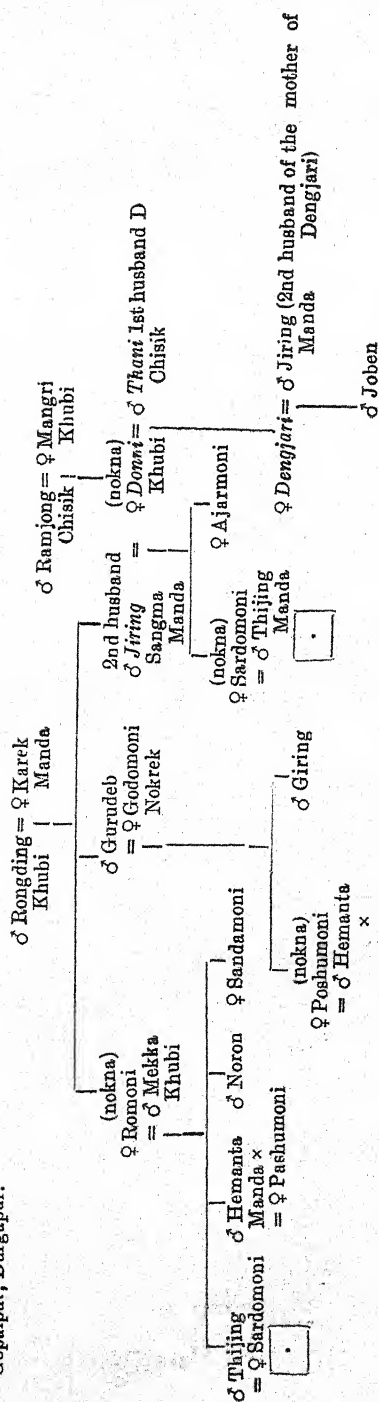 Gopalpur, Durgapur.
♂ Rongding = ♀ Karek
Khubi Manda
♂ Ramjong = ♀ Mangri
Chisik Khubi
(nokna)
♀ Romoni
= ♂ Mekka
Khubi
♂ Gurudeb
= ♀ Godomoni
Nokrek
2nd husband
♂ Jiring =
Sangma
Manda
(nokna)
♀ Donni = ♂ Thani 1st husband D
Khubi Chisik
♂ Thijing
= ♀ Sardomoni
♂ Hemanta
Manda ×
= ♀ Pashumoni
♂ Noron
♀ Sandamoni
(nokna)
♀ Poshumoni
= ♂ Hemanta
×
♂ Giring
(nokna)
♀ Sardomoni
= ♂ Thijing
Manda
♀ Ajarmoni
♀ Dengjari = ♂ Jiring (2nd husband of the mother of
Manda Dengjari)
♂ Joben